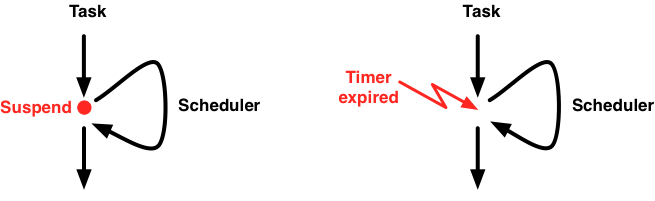 Task
Suspend
Scheduler
Task
Timer
expired
Scheduler